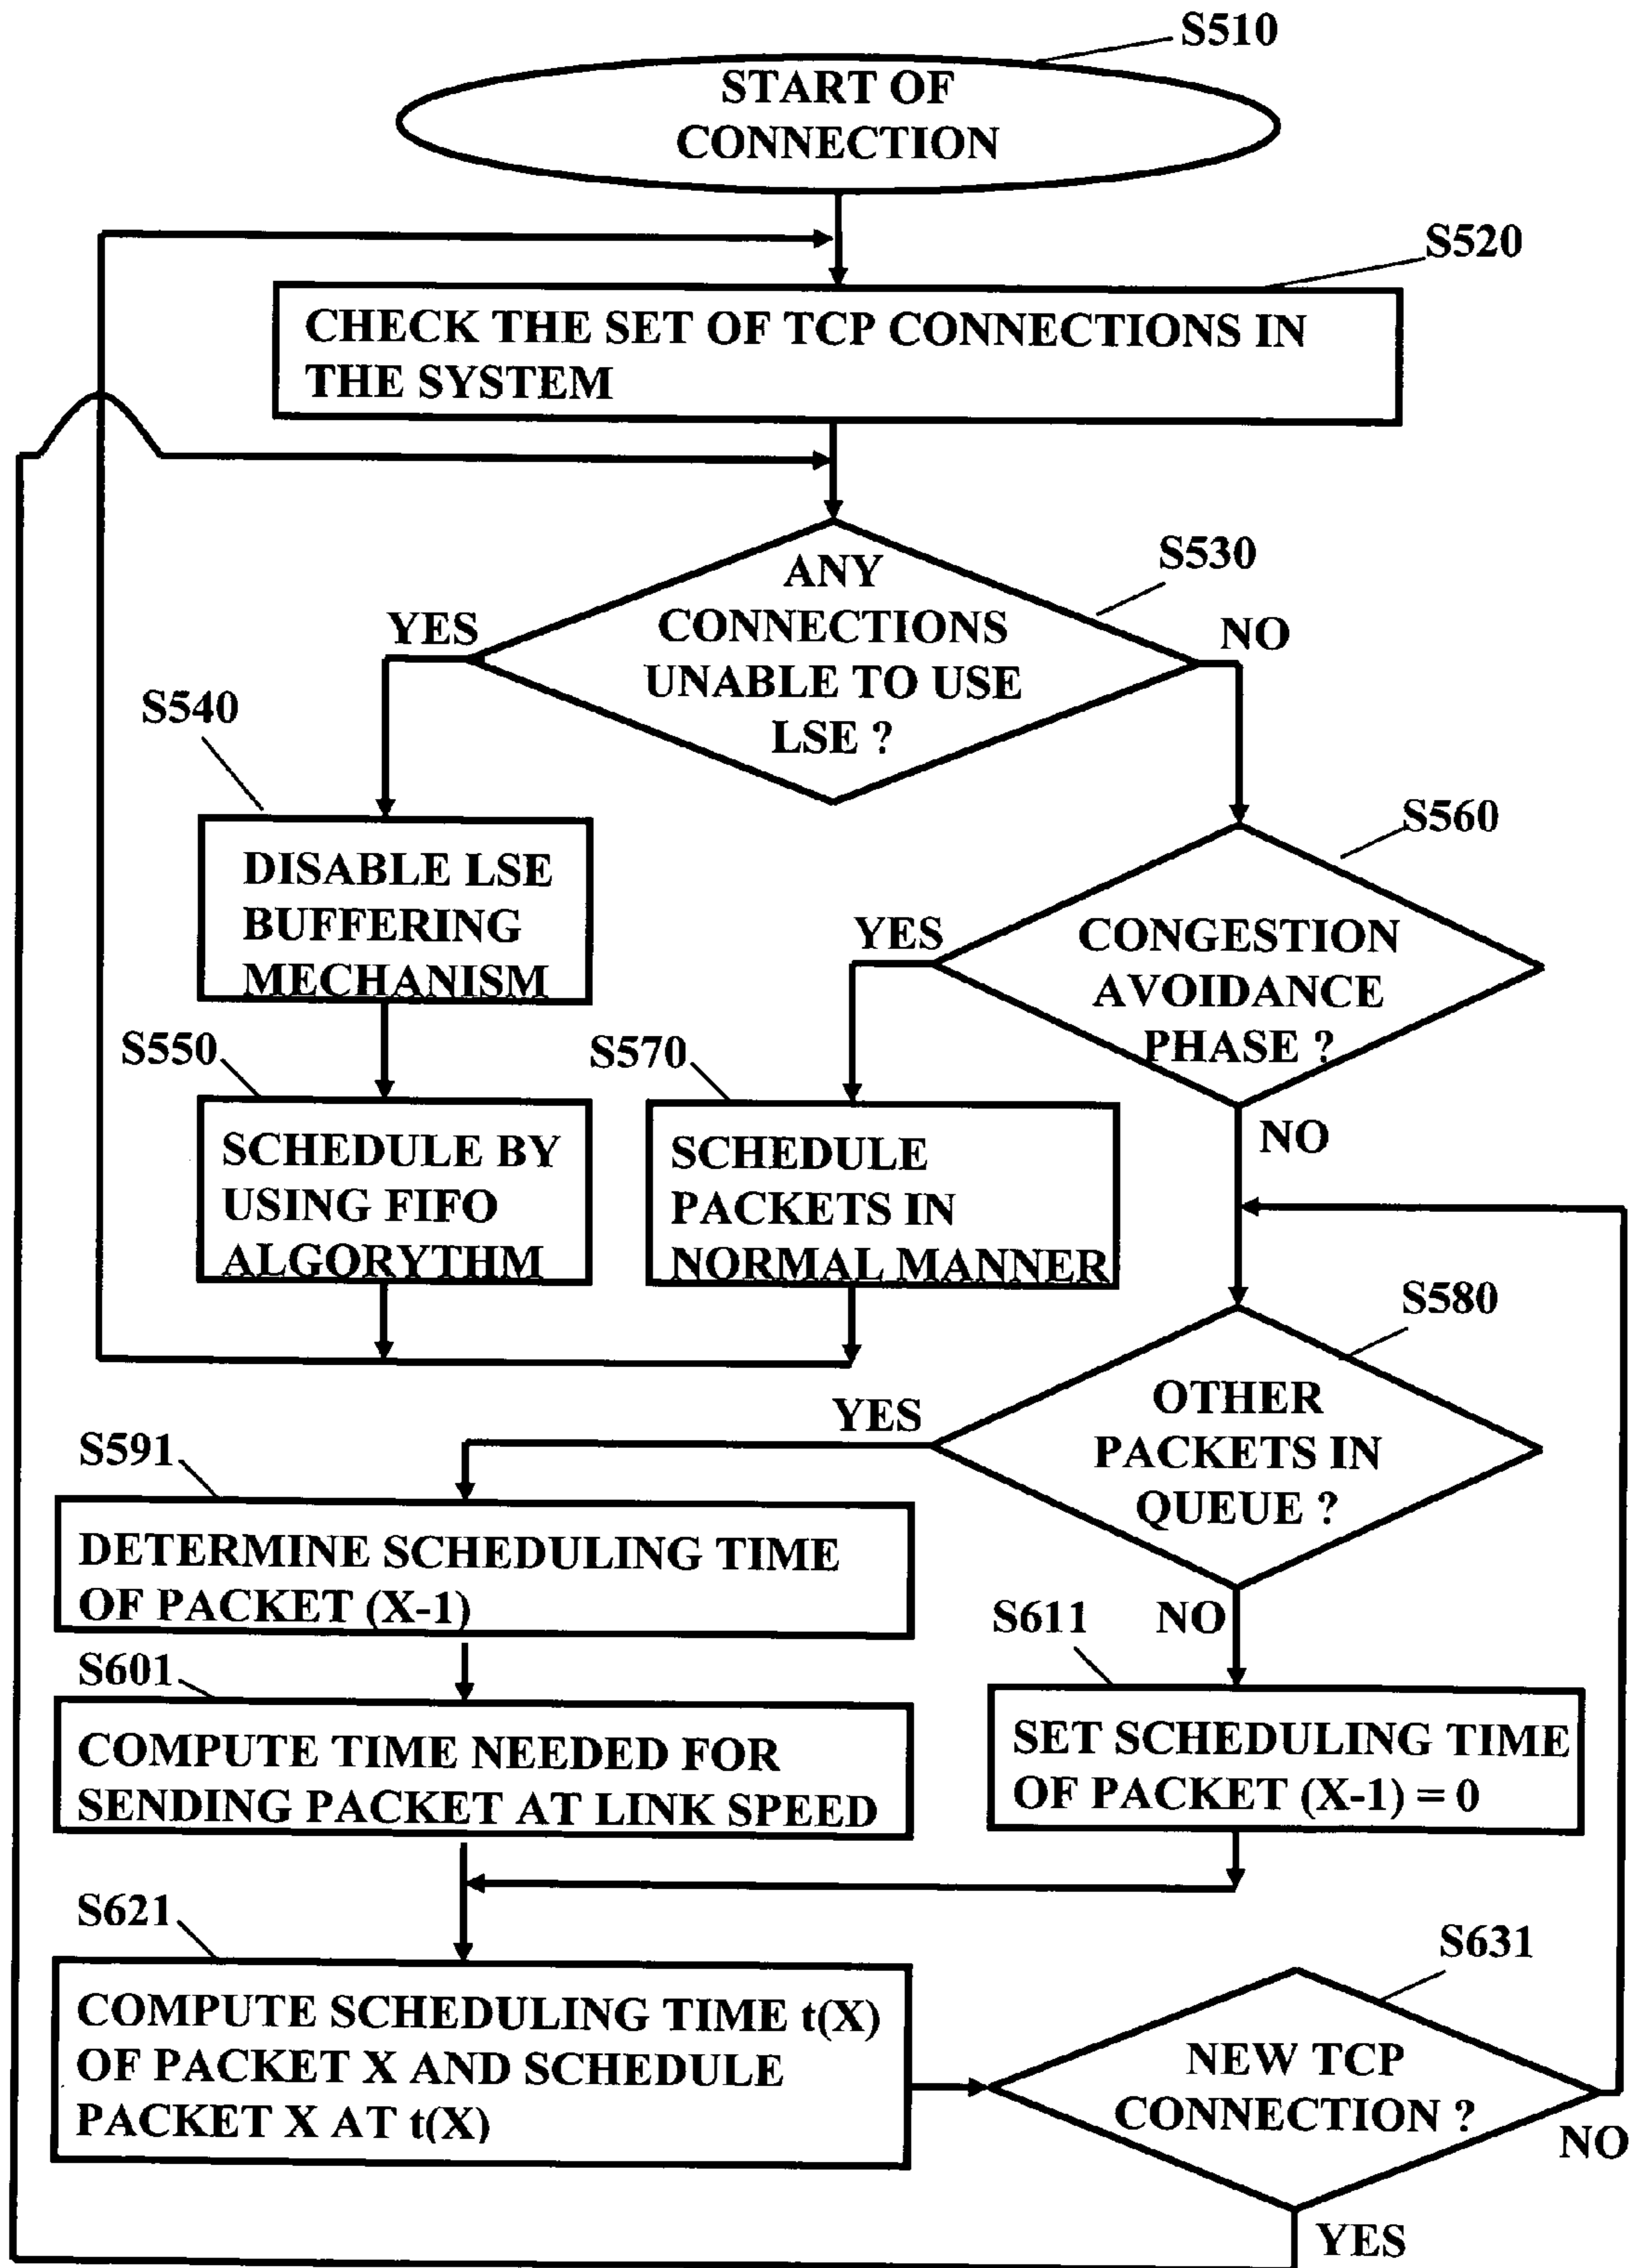 S510
START OF
CONNECTION
S520
CHECK THE SET OF TCP CONNECTIONS IN
THE SYSTEM
S530
ANY
CONNECTIONS
UNABLE TO USE
LSE ?
YES
NO
S540
DISABLE LSE
BUFFERING
MECHANISM
S560
CONGESTION
AVOIDANCE
PHASE ?
YES
NO
S550
SCHEDULE BY
USING FIFO
ALGORYTHM
S570
SCHEDULE
PACKETS IN
NORMAL MANNER
S580
OTHER
PACKETS IN
QUEUE ?
YES
NO
S591
DETERMINE SCHEDULING TIME
OF PACKET (X-1)
S601
COMPUTE TIME NEEDED FOR
SENDING PACKET AT LINK SPEED
S611
SET SCHEDULING TIME
OF PACKET (X-1) = 0
S621
COMPUTE SCHEDULING TIME t(X)
OF PACKET X AND SCHEDULE
PACKET X AT t(X)
S631
NEW TCP
CONNECTION ?
NO
YES